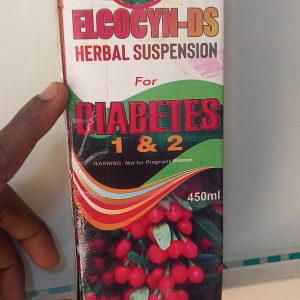 ELCOCYN-DS
HERBAL SUSPENSION
For
DIABETES
1 & 2
WARNING: Not for Pregnant Women
450ml